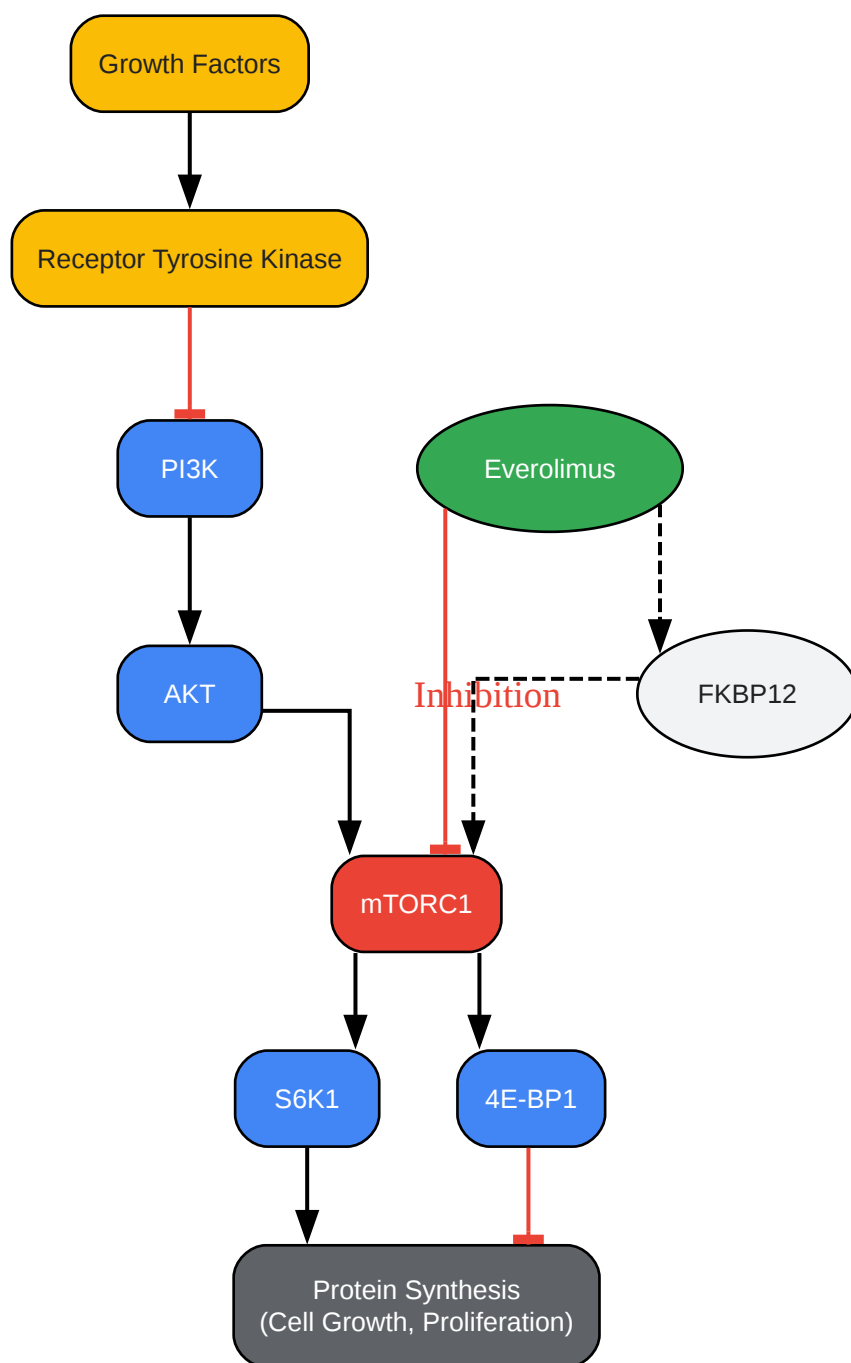 Growth Factors
Receptor Tyrosine Kinase
PI3K
Everolimus
AKT
Inhibition
FKBP12
mTORC1
S6K1
4E-BP1
Protein Synthesis
(Cell Growth, Proliferation)